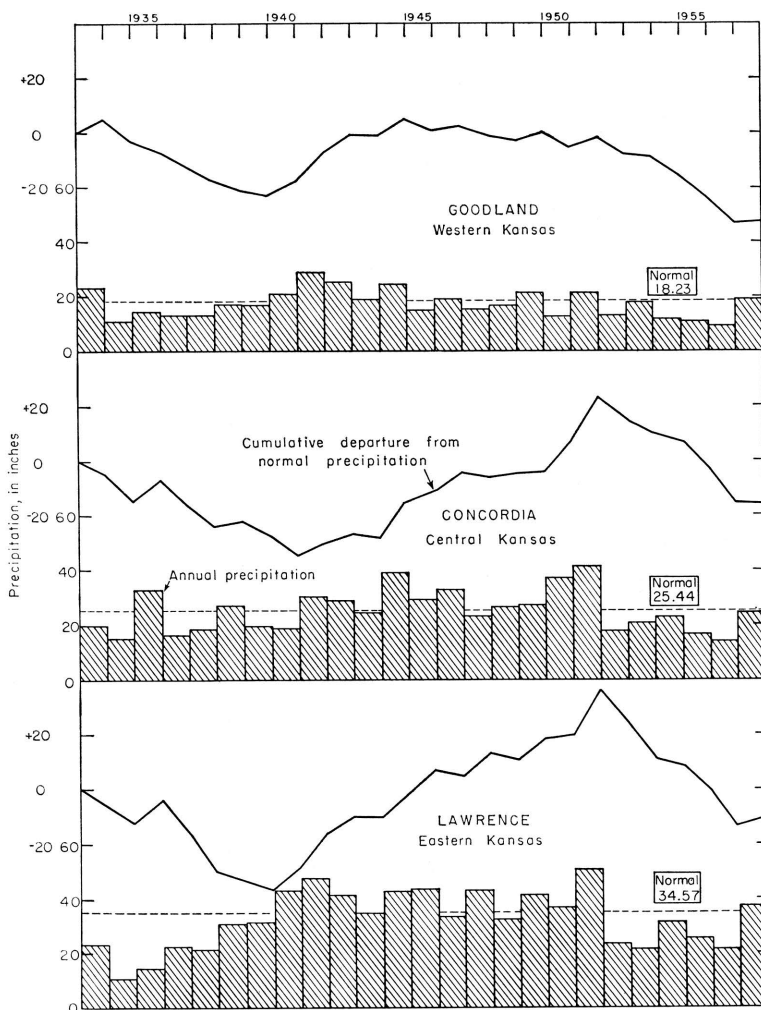 1935 1940 1945 1950 1955
+20
0
-20 60
GOODLAND
Western Kansas
40
Normal
18.23
20
0
+20
Cumulative departure from
normal precipitation
0
-20 60
CONCORDIA
Central Kansas
Precipitation, in inches
40
Annual precipitation
Normal
25.44
20
0
+20
0
LAWRENCE
Eastern Kansas
-20 60
Normal
34.57
40
20
0